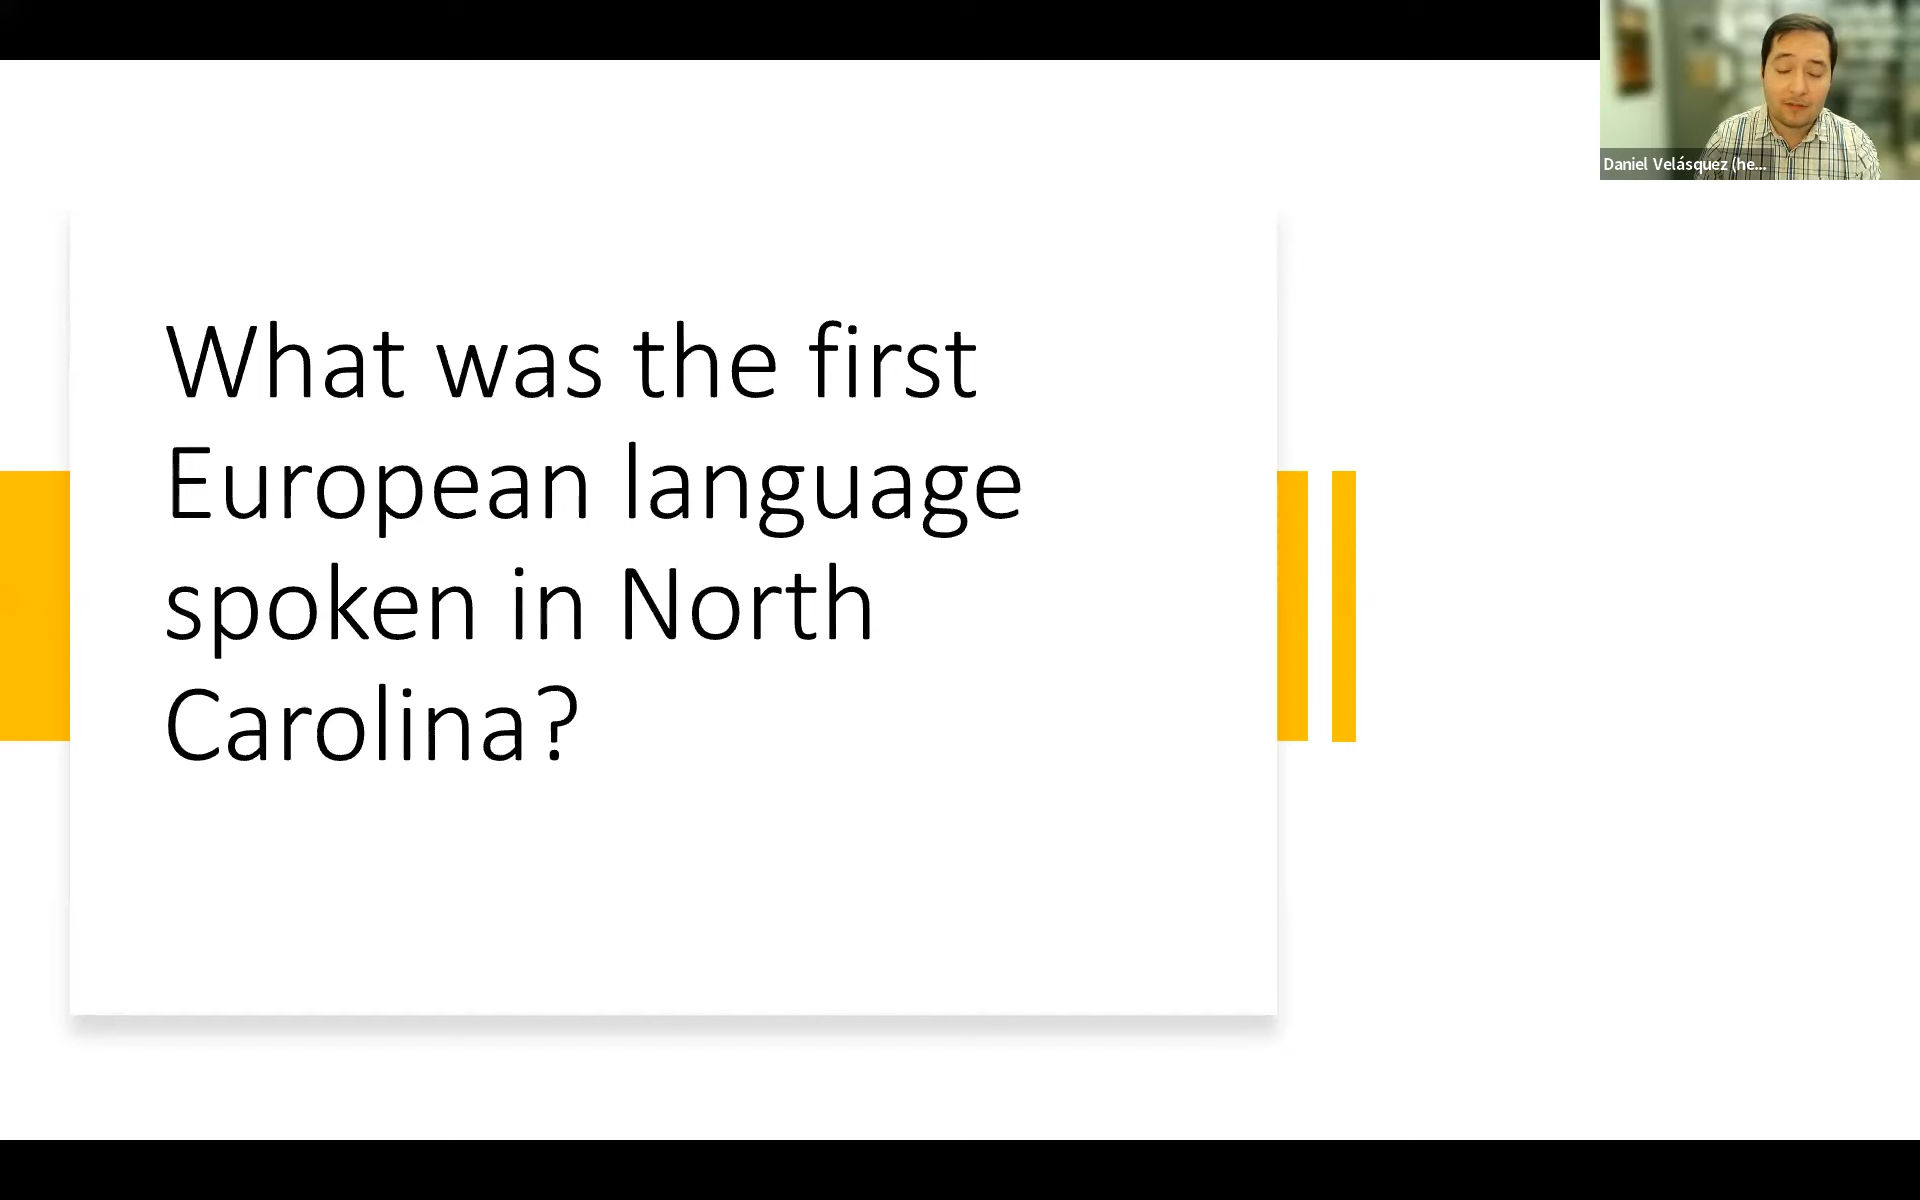 What was the first
European language
spoken in North
Carolina?
Daniel Velásquez (he...